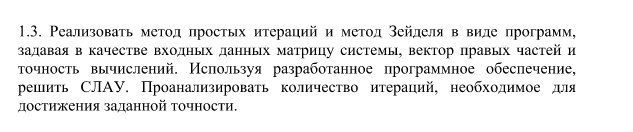 1.3. Реализовать метод простых итераций и метод Зейделя в виде программ,
задавая в качестве входных данных матрицу системы, вектор правых частей и
точность вычислений. Используя разработанное программное обеспечение,
решить СЛАУ. Проанализировать количество итераций, необходимое для
достижения заданной точности.